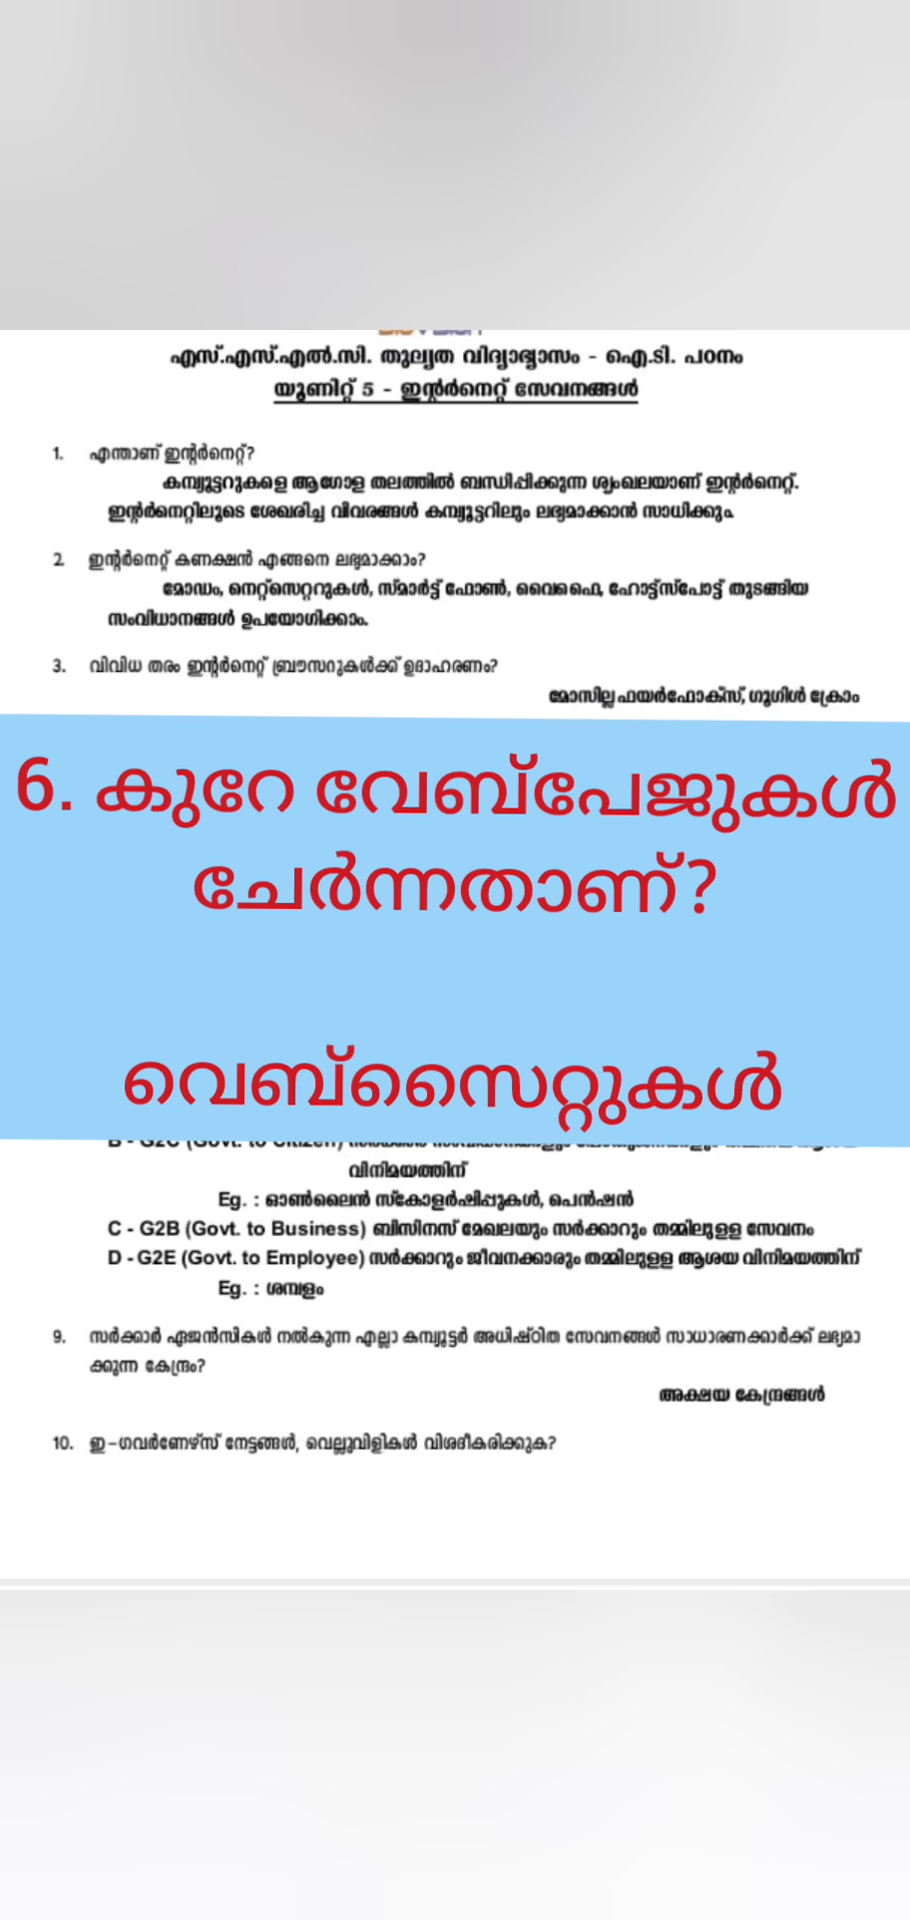 എസ്.എസ്.എൽ.സി. തുല്യത വിദ്യാഭ്യാസം - ഐ.ടി. പഠനം
യൂണിറ്റ് 5 - ഇന്റർനെറ്റ് സേവനങ്ങൾ
1. എന്താണ് ഇന്റർനെറ്റ്?
കമ്പ്യൂട്ടറുകളെ ആഗോള തലത്തിൽ ബന്ധിപ്പിക്കുന്ന ശൃംഖലയാണ് ഇന്റർനെറ്റ്.
ഇന്റർനെറ്റിലൂടെ ശേഖരിച്ച വിവരങ്ങൾ കമ്പ്യൂട്ടറിലും ലഭ്യമാക്കാൻ സാധിക്കും.
2. ഇന്റർനെറ്റ് കണക്ഷൻ എങ്ങനെ ലഭ്യമാക്കാം?
മോഡം, നെറ്റ്സെറ്ററുകൾ, സ്മാർട്ട് ഫോൺ, വൈഫൈ, ഹോട്ട്സ്പോട്ട് തുടങ്ങിയ
സംവിധാനങ്ങൾ ഉപയോഗിക്കാം.
3. വിവിധ തരം ഇന്റർനെറ്റ് ബ്രൗസറുകൾക്ക് ഉദാഹരണം?
മോസില്ല ഫയർഫോക്സ്, ഗൂഗിൾ ക്രോം
6. കുറേ വേബ്പേജുകൾ
ചേർന്നതാണ്?
വെബ്സൈറ്റുകൾ
വിനിമയത്തിന്
Eg. : ഓൺലൈൻ സ്കോളർഷിപ്പുകൾ, പെൻഷൻ
C - G2B (Govt. to Business) ബിസിനസ് മേഖലയും സർക്കാറും തമ്മിലുളള സേവനം
D - G2E (Govt. to Employee) സർക്കാറും ജീവനക്കാരും തമ്മിലുളള ആശയ വിനിമയത്തിന്
Eg. : ശമ്പളം
9. സർക്കാർ ഏജൻസികൾ നൽകുന്ന എല്ലാ കമ്പ്യൂട്ടർ അധിഷ്ഠിത സേവനങ്ങൾ സാധാരണക്കാർക്ക് ലഭ്യമാ
ക്കുന്ന കേന്ദ്രം?
അക്ഷയ കേന്ദ്രങ്ങൾ
10. ഇ-ഗവർണേഴ്സ് നേട്ടങ്ങൾ, വെല്ലുവിളികൾ വിശദീകരിക്കുക?